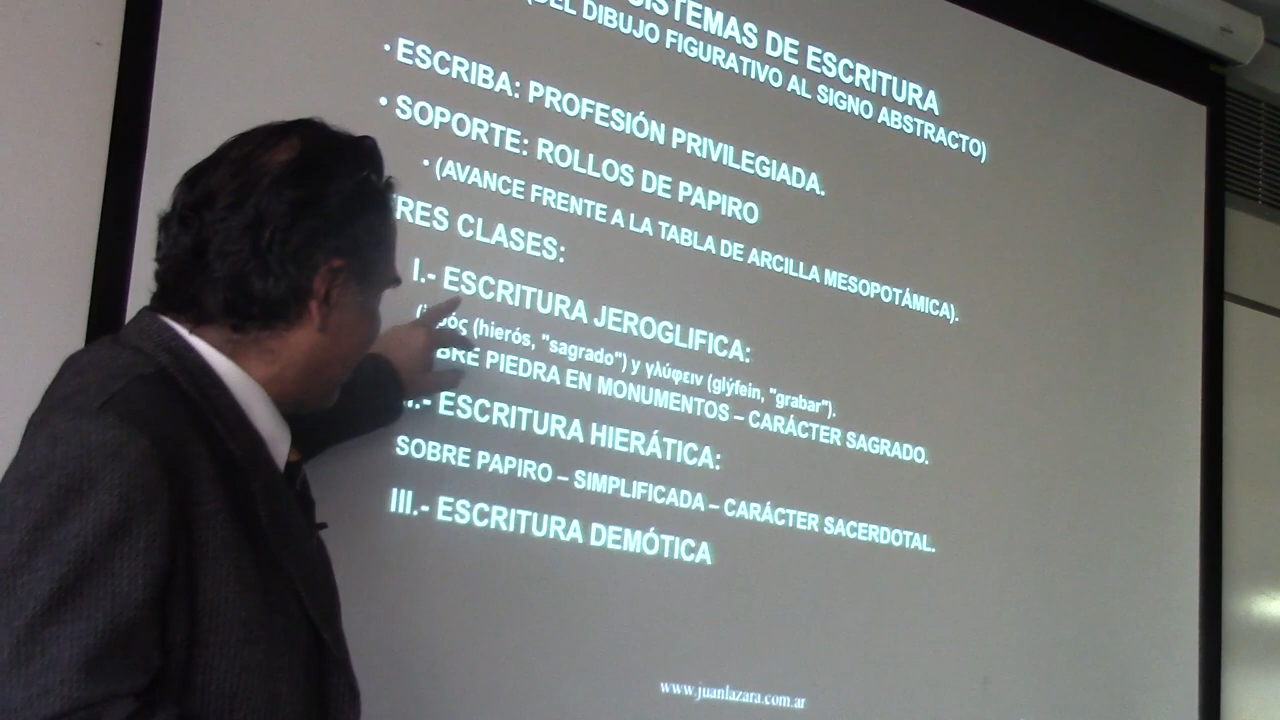 SISTEMAS DE ESCRITURA
(DEL DIBUJO FIGURATIVO AL SIGNO ABSTRACTO)
• ESCRIBA: PROFESIÓN PRIVILEGIADA.
• SOPORTE: ROLLOS DE PAPIRO
• (AVANCE FRENTE A LA TABLA DE ARCILLA MESOPOTÁMICA).
TRES CLASES:
I.- ESCRITURA JEROGLIFICA:
(hierós, "sagrado") y γλύφειν (glýfein, "grabar").
PIEDRA EN MONUMENTOS – CARÁCTER SAGRADO.
II.- ESCRITURA HIERÁTICA:
SOBRE PAPIRO – SIMPLIFICADA – CARÁCTER SACERDOTAL.
III.- ESCRITURA DEMÓTICA
www.juanlazara.com.ar